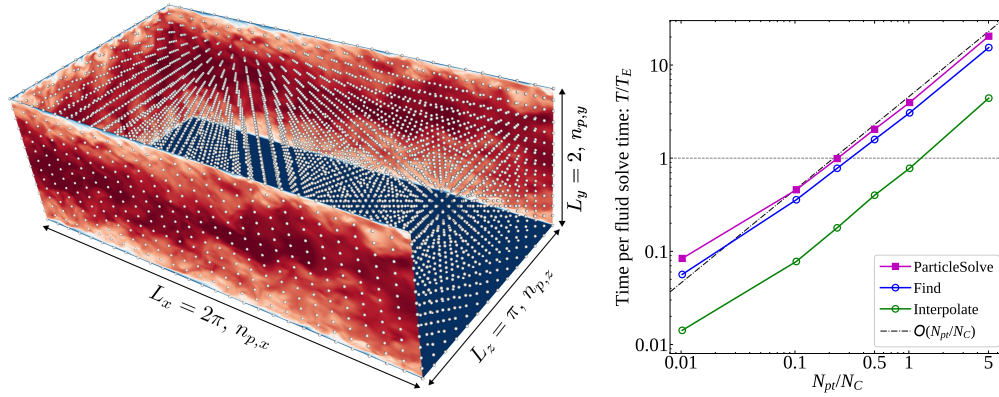 L_y = 2, n_{p,y}
L_x = 2π, n_{p,x}
L_z = π, n_{p,z}
Time per fluid solve time: T/T_E
10
1
0.1
0.01
ParticleSolve
Find
Interpolate
O(N_{pt}/N_C)
0.01 0.1 0.5 1 5
N_{pt}/N_C